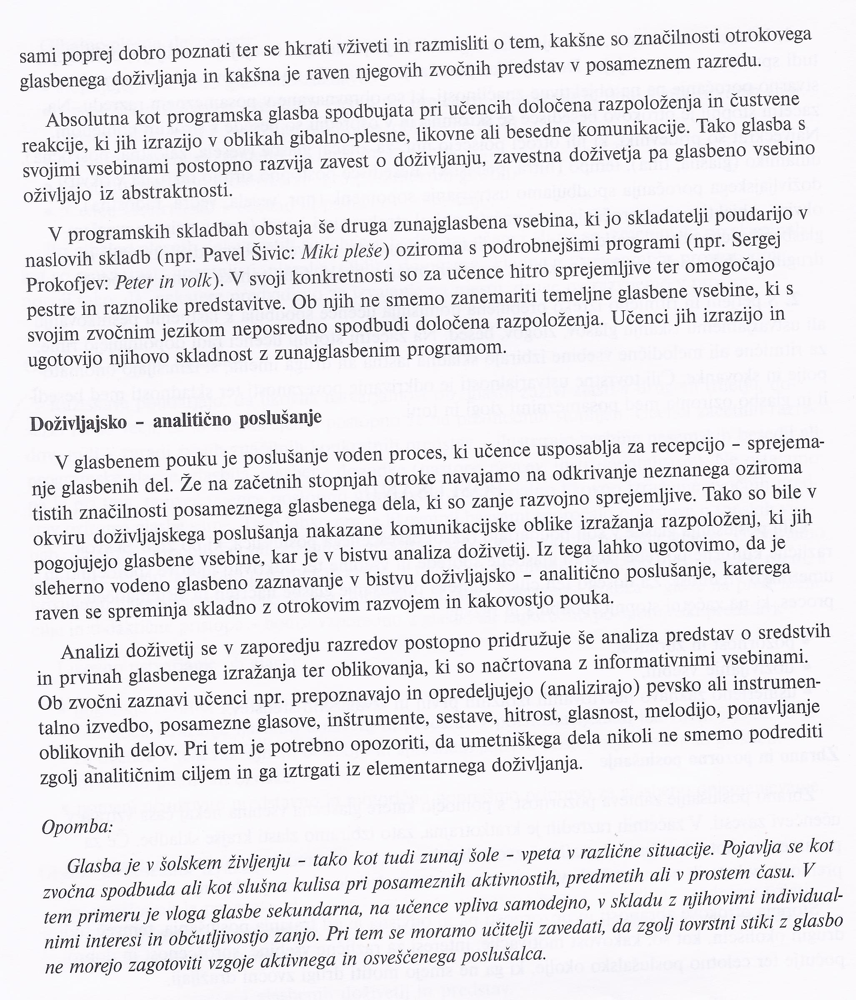 sami poprej dobro poznati ter se hkrati vživeti in razmisliti o tem, kakšne so značilnosti otrokovega
glasbenega doživljanja in kakšna je raven njegovih zvočnih predstav v posameznem razredu.
Absolutna kot programska glasba spodbujata pri učencih določena razpoloženja in čustvene
reakcije, ki jih izrazijo v oblikah gibalno-plesne, likovne ali besedne komunikacije. Tako glasba s
svojimi vsebinami postopno razvija zavest o doživljanju, zavestna doživetja pa glasbeno vsebino
oživljajo iz abstraktnosti.
V programskih skladbah obstaja še druga zunajglasbena vsebina, ki jo skladatelji poudarijo v
naslovih skladb (npr. Pavel Šivic: Miki pleše) oziroma s podrobnejšimi programi (npr. Sergej
Prokofjev: Peter in volk). V svoji konkretnosti so za učence hitro sprejemljive ter omogočajo
pestre in raznolike predstavitve. Ob njih ne smemo zanemariti temeljne glasbene vsebine, ki s
svojim zvočnim jezikom neposredno spodbudi določena razpoloženja. Učenci jih izrazijo in
ugotovijo njihovo skladnost z zunajglasbenim programom.
Doživljajsko – analitično poslušanje
V glasbenem pouku je poslušanje voden proces, ki učence usposablja za recepcijo – sprejema-
nje glasbenih del. Že na začetnih stopnjah otroke navajamo na odkrivanje neznanega oziroma
tistih značilnosti posameznega glasbenega dela, ki so zanje razvojno sprejemljive. Tako so bile v
okviru doživljajskega poslušanja nakazane komunikacijske oblike izražanja razpoloženj, ki jih
pogojujejo glasbene vsebine, kar je v bistvu analiza doživetij. Iz tega lahko ugotovimo, da je
sleherno vodeno glasbeno zaznavanje v bistvu doživljajsko – analitično poslušanje, katerega
raven se spreminja skladno z otrokovim razvojem in kakovostjo pouka.
Analizi doživetij se v zaporedju razredov postopno pridružuje še analiza predstav o sredstvih
in prvinah glasbenega izražanja ter oblikovanja, ki so načrtovana z informativnimi vsebinami.
Ob zvočni zaznavi učenci npr. prepoznavajo in opredeljujejo (analizirajo) pevsko ali instrumen-
talno izvedbo, posamezne glasove, inštrumente, sestave, hitrost, glasnost, melodijo, ponavljanje
oblikovnih delov. Pri tem je potrebno opozoriti, da umetniškega dela nikoli ne smemo podrediti
zgolj analitičnim ciljem in ga iztrgati iz elementarnega doživljanja.
Opomba:
Glasba je v šolskem življenju – tako kot tudi zunaj šole – vpeta v različne situacije. Pojavlja se kot
zvočna spodbuda ali kot slušna kulisa pri posameznih aktivnostih, predmetih ali v prostem času. V
tem primeru je vloga glasbe sekundarna, na učence vpliva samodejno, v skladu z njihovimi individual-
nimi interesi in občutljivostjo zanjo. Pri tem se moramo učitelji zavedati, da zgolj tovrstni stiki z glasbo
ne morejo zagotoviti vzgoje aktivnega in osveščenega poslušalca.